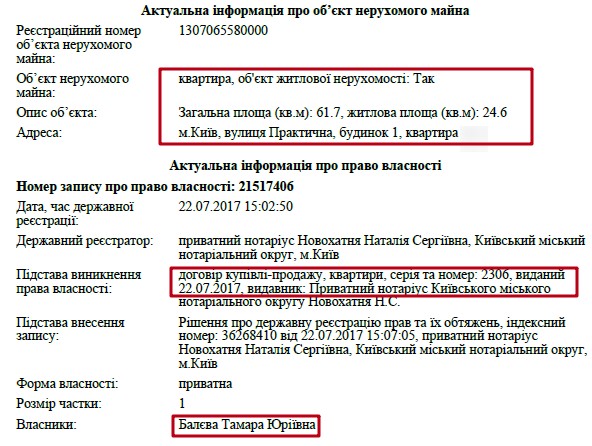 Актуальна інформація про об’єкт нерухомого майна
Реєстраційний номер об’єкта нерухомого майна: 1307065580000
Об’єкт нерухомого майна: квартира, об'єкт житлової нерухомості: Так
Опис об’єкта: Загальна площа (кв.м): 61.7, житлова площа (кв.м): 24.6
Адреса: м.Київ, вулиця Практична, будинок 1, квартира
Актуальна інформація про право власності
Номер запису про право власності: 21517406
Дата, час державної реєстрації: 22.07.2017 15:02:50
Державний реєстратор: приватний нотаріус Новохатня Наталія Сергіївна, Київський міський
нотаріальний округ, м.Київ
Підстава виникнення права власності: договір купівлі-продажу, квартири, серія та номер: 2306, виданий
22.07.2017, видавник: Приватний нотаріус Київського міського
нотаріального округу Новохатня Н.С.
Підстава внесення запису: Рішення про державну реєстрацію прав та їх обтяжень, індексний
номер: 36268410 від 22.07.2017 15:07:05, приватний нотаріус
Новохатня Наталія Сергіївна, Київський міський нотаріальний округ,
м.Київ
Форма власності: приватна
Розмір частки: 1
Власники: Балєва Тамара Юріївна